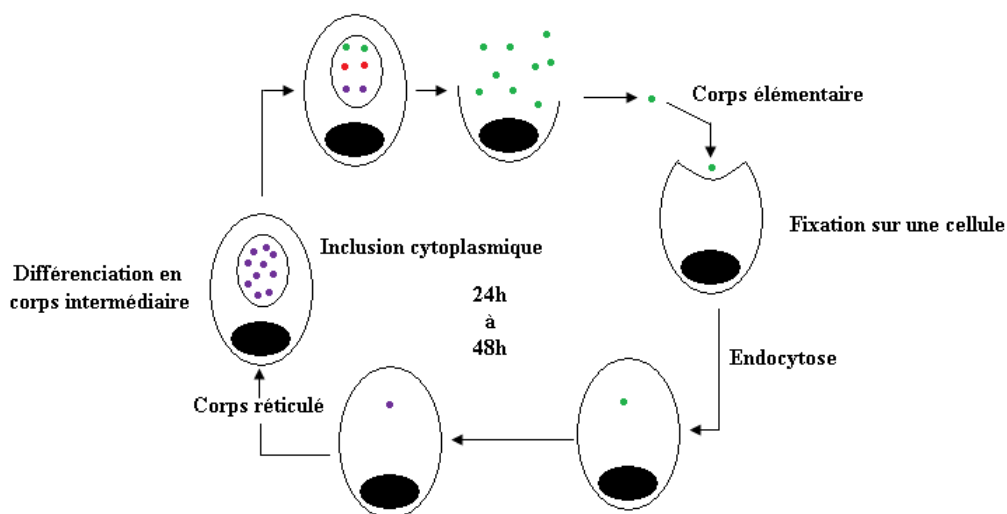 Corps élémentaire
Fixation sur une cellule
Inclusion cytoplasmique
Différenciation en
corps intermédiaire
24h
à
48h
Endocytose
Corps réticulé